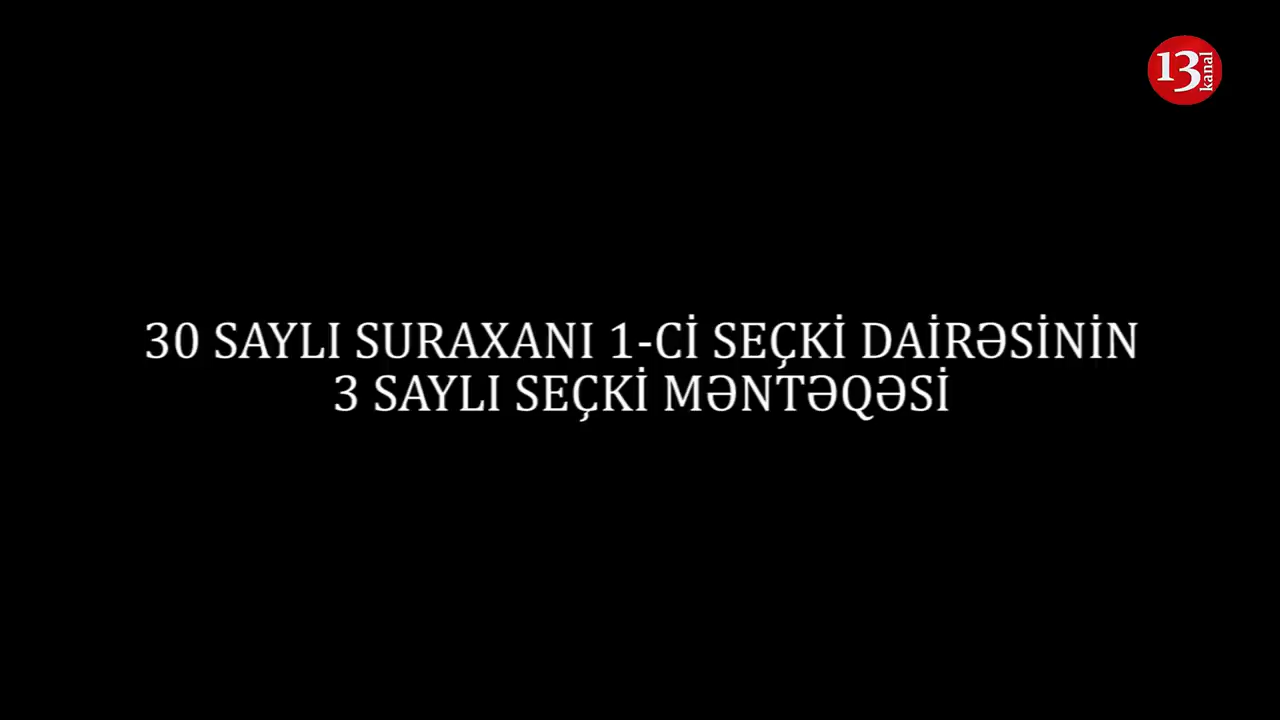 13 kanal
30 SAYLI SURAXANI 1-Cİ SEÇKİ DAİRƏSİNİN
3 SAYLI SEÇKİ MƏNTƏQƏSİ